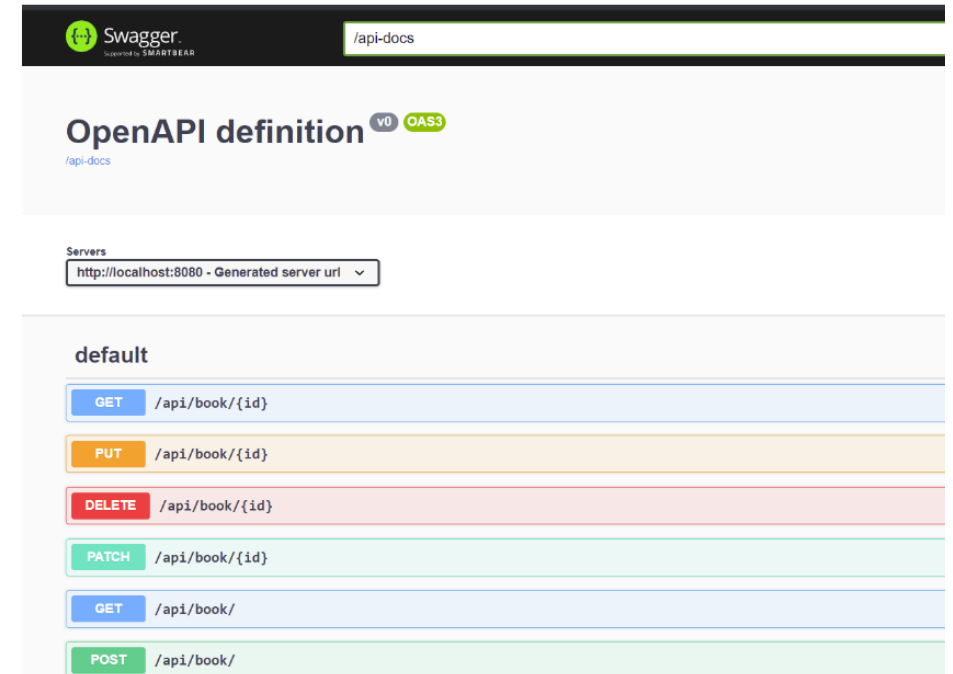 Swagger.
Supported by SMARTBEAR
/api-docs
OpenAPI definition v0 OAS3
/api-docs
Servers
http://localhost:8080 - Generated server url
default
GET /api/book/{id}
PUT /api/book/{id}
DELETE /api/book/{id}
PATCH /api/book/{id}
GET /api/book/
POST /api/book/